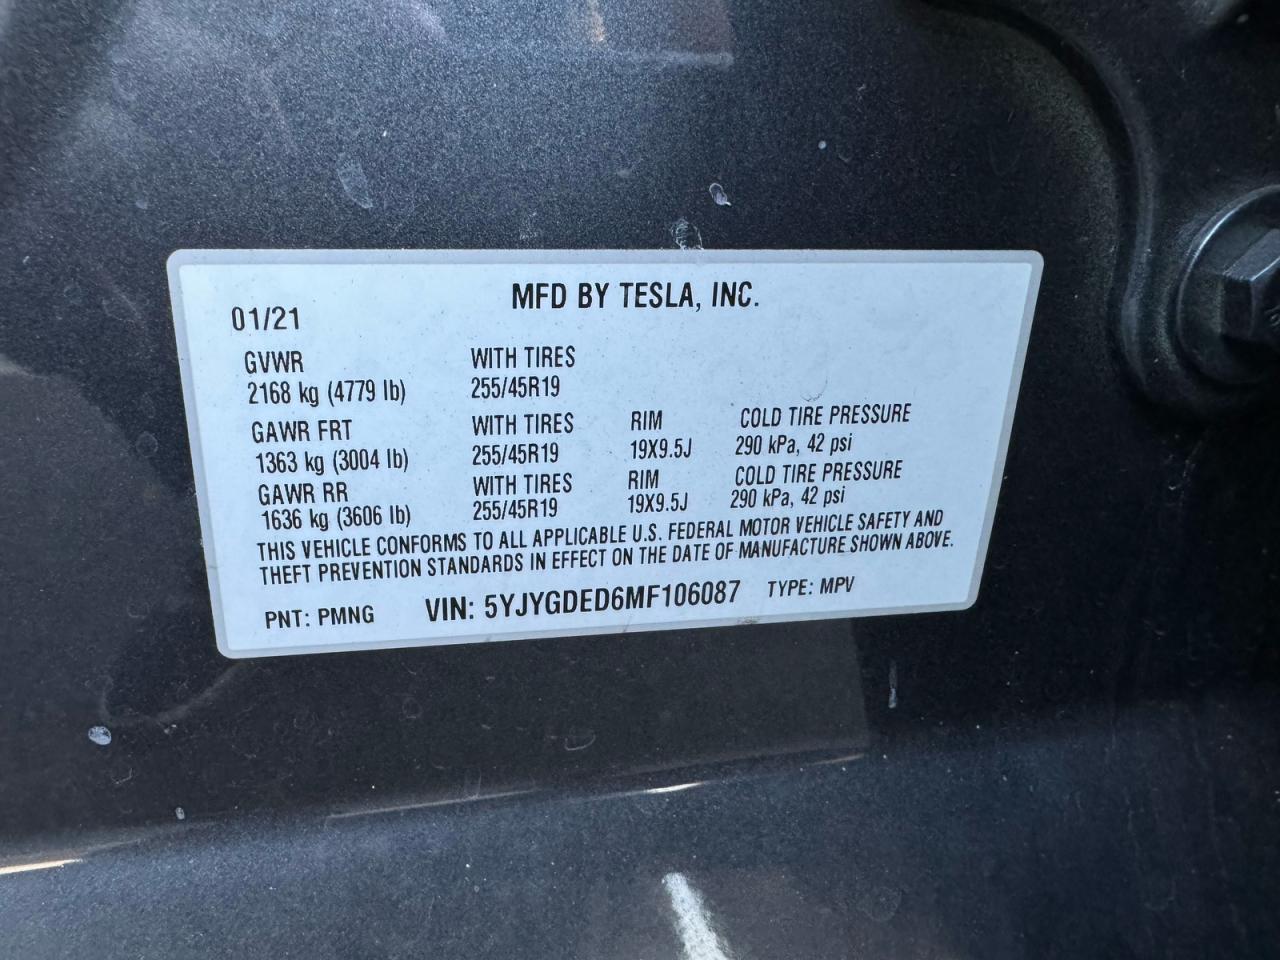 MFD BY TESLA, INC.
01/21
GVWR WITH TIRES
2168 kg (4779 lb) 255/45R19
GAWR FRT WITH TIRES RIM COLD TIRE PRESSURE
1363 kg (3004 lb) 255/45R19 19X9.5J 290 kPa, 42 psi
GAWR RR WITH TIRES RIM COLD TIRE PRESSURE
1636 kg (3606 lb) 255/45R19 19X9.5J 290 kPa, 42 psi
THIS VEHICLE CONFORMS TO ALL APPLICABLE U.S. FEDERAL MOTOR VEHICLE SAFETY AND
THEFT PREVENTION STANDARDS IN EFFECT ON THE DATE OF MANUFACTURE SHOWN ABOVE.
PNT: PMNG VIN: 5YJYGDED6MF106087 TYPE: MPV